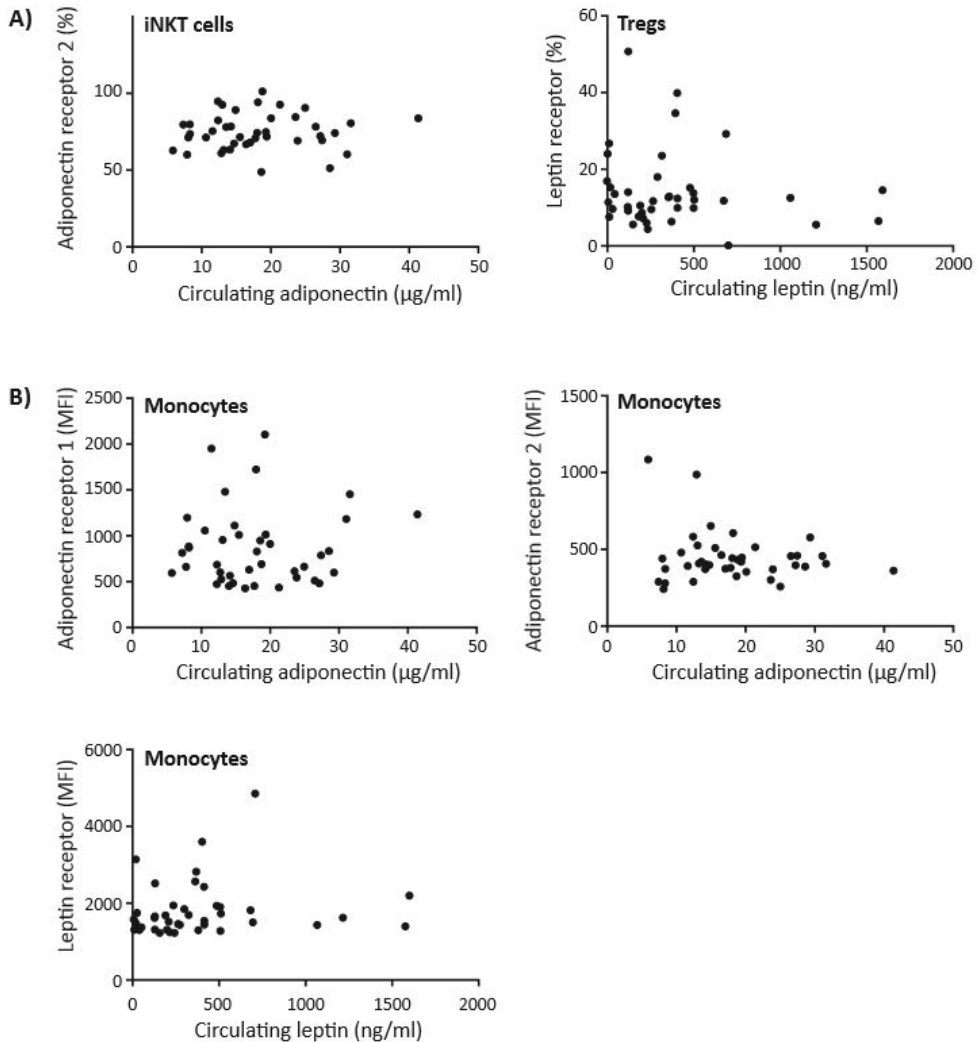 A)
iNKT cells
Adiponectin receptor 2 (%)
100
50
0
0 10 20 30 40 50
Circulating adiponectin (µg/ml)
Tregs
Leptin receptor (%)
60
40
20
0
0 500 1000 1500 2000
Circulating leptin (ng/ml)
B)
Monocytes
Adiponectin receptor 1 (MFI)
2500
2000
1500
1000
500
0
0 10 20 30 40 50
Circulating adiponectin (µg/ml)
Monocytes
Adiponectin receptor 2 (MFI)
1500
1000
500
0
0 10 20 30 40 50
Circulating adiponectin (µg/ml)
Monocytes
Leptin receptor (MFI)
6000
4000
2000
0
0 500 1000 1500 2000
Circulating leptin (ng/ml)